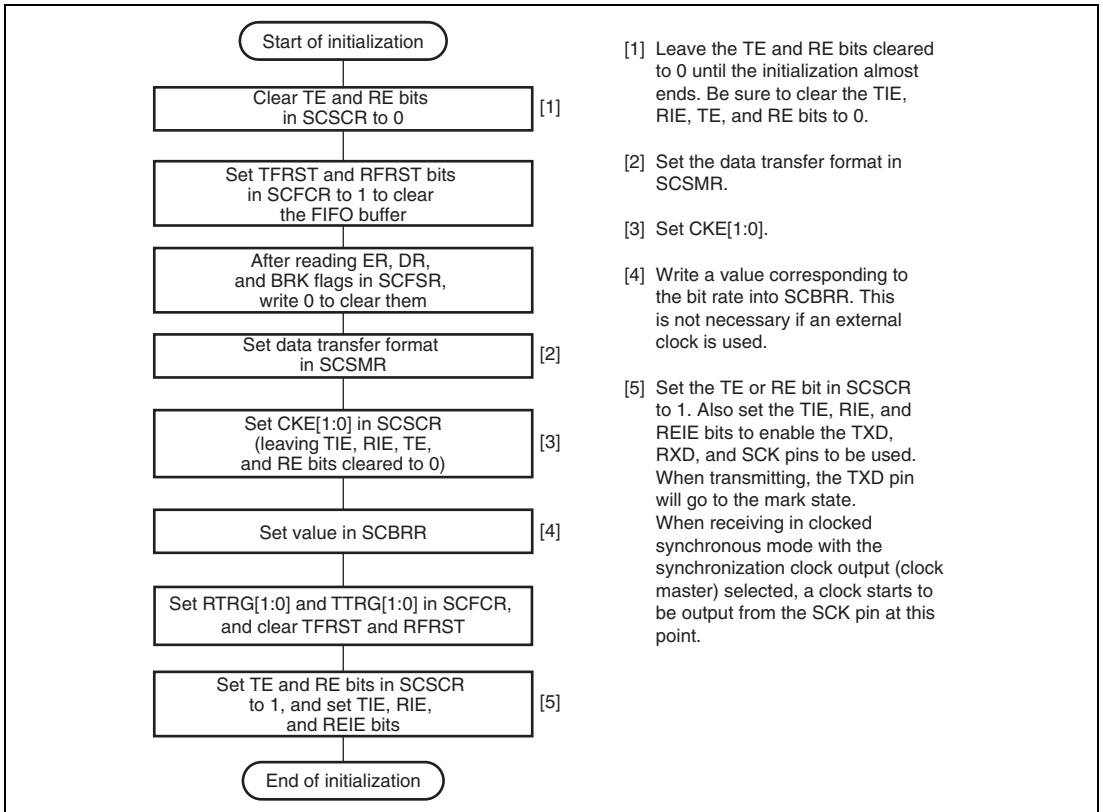 Start of initialization
Clear TE and RE bits
in SCSCR to 0
[1]
Set TFRST and RFRST bits
in SCFCR to 1 to clear
the FIFO buffer
After reading ER, DR,
and BRK flags in SCFSR,
write 0 to clear them
Set data transfer format
in SCSMR
[2]
Set CKE[1:0] in SCSCR
(leaving TIE, RIE, TE,
and RE bits cleared to 0)
[3]
Set value in SCBRR
[4]
Set RTRG[1:0] and TTRG[1:0] in SCFCR,
and clear TFRST and RFRST
Set TE and RE bits in SCSCR
to 1, and set TIE, RIE,
and REIE bits
[5]
End of initialization
[1] Leave the TE and RE bits cleared
to 0 until the initialization almost
ends. Be sure to clear the TIE,
RIE, TE, and RE bits to 0.
[2] Set the data transfer format in
SCSMR.
[3] Set CKE[1:0].
[4] Write a value corresponding to
the bit rate into SCBRR. This
is not necessary if an external
clock is used.
[5] Set the TE or RE bit in SCSCR
to 1. Also set the TIE, RIE, and
REIE bits to enable the TXD,
RXD, and SCK pins to be used.
When transmitting, the TXD pin
will go to the mark state.
When receiving in clocked
synchronous mode with the
synchronization clock output (clock
master) selected, a clock starts to
be output from the SCK pin at this
point.